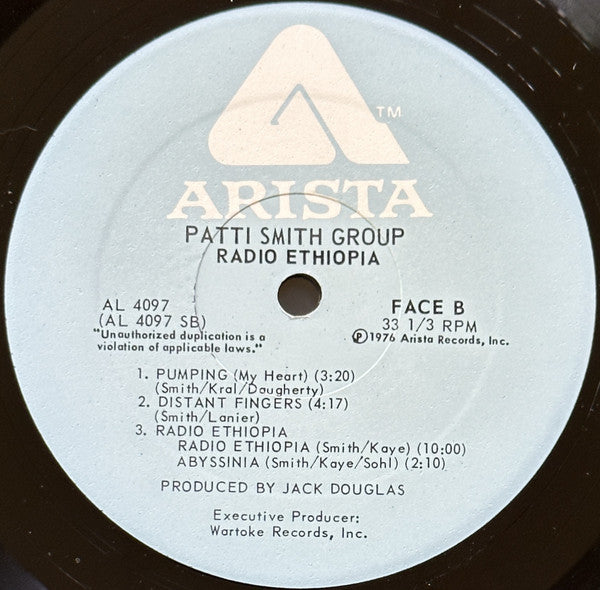 TM
ARISTA
PATTI SMITH GROUP
RADIO ETHIOPIA
AL 4097
(AL 4097 SB)
"Unauthorized duplication is a
violation of applicable laws."
FACE B
33 1/3 RPM
Ⓟ1976 Arista Records, Inc.
1. PUMPING (My Heart) (3:20)
(Smith/Kral/Dougherty)
2. DISTANT FINGERS (4:17)
(Smith/Lanier)
3. RADIO ETHIOPIA
RADIO ETHIOPIA (Smith/Kaye) (10:00)
ABYSSINIA (Smith/Kaye/Sohl) (2:10)
PRODUCED BY JACK DOUGLAS
Executive Producer:
Wartoke Records, Inc.